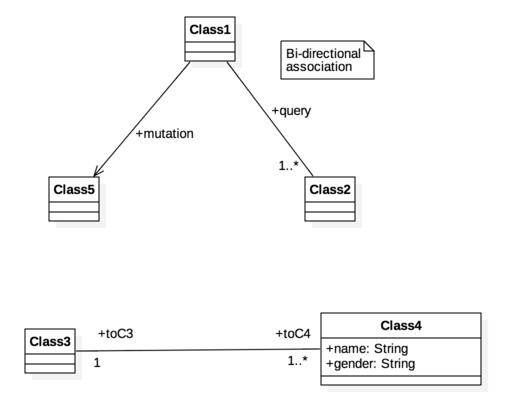 Class1
Bi-directional
association
+query
+mutation
1..*
Class5
Class2
Class4
+toC3
+toC4
Class3
+name: String
1
1..*
+gender: String